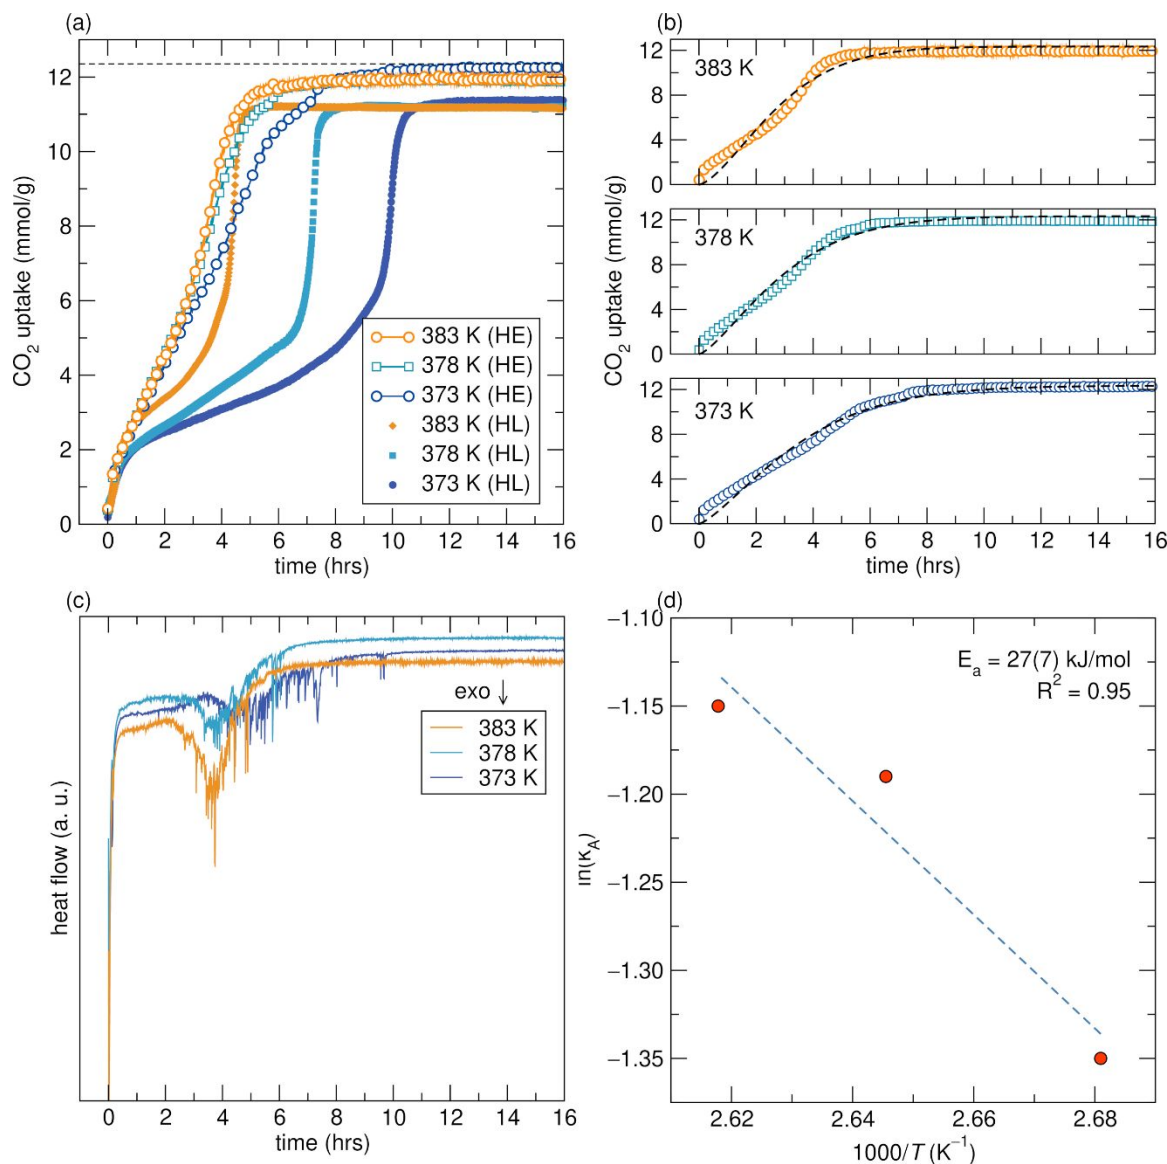 (a)
12
10
8
6
4
2
0
CO₂ uptake (mmol/g)
383 K (HE)
378 K (HE)
373 K (HE)
383 K (HL)
378 K (HL)
373 K (HL)
0 2 4 6 8 10 12 14 16
time (hrs)
(b)
12
8
4
0
383 K
12
8
4
0
378 K
12
8
4
0
373 K
CO₂ uptake (mmol/g)
0 2 4 6 8 10 12 14 16
time (hrs)
(c)
heat flow (a. u.)
exo ↓
383 K
378 K
373 K
0 2 4 6 8 10 12 14 16
time (hrs)
(d)
−1.10
−1.15
−1.20
−1.25
−1.30
−1.35
ln(κ_A)
E_a = 27(7) kJ/mol
R² = 0.95
2.62 2.64 2.66 2.68
1000/T (K⁻¹)